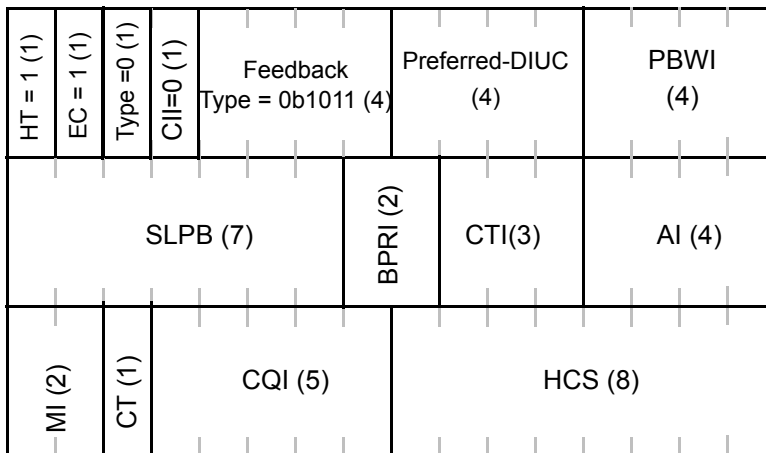 HT = 1 (1)
EC = 1 (1)
Type =0 (1)
CII=0 (1)
Feedback
Type = 0b1011 (4)
Preferred-DIUC
(4)
PBWI
(4)
SLPB (7)
BPRI (2)
CTI(3)
AI (4)
MI (2)
CT (1)
CQI (5)
HCS (8)